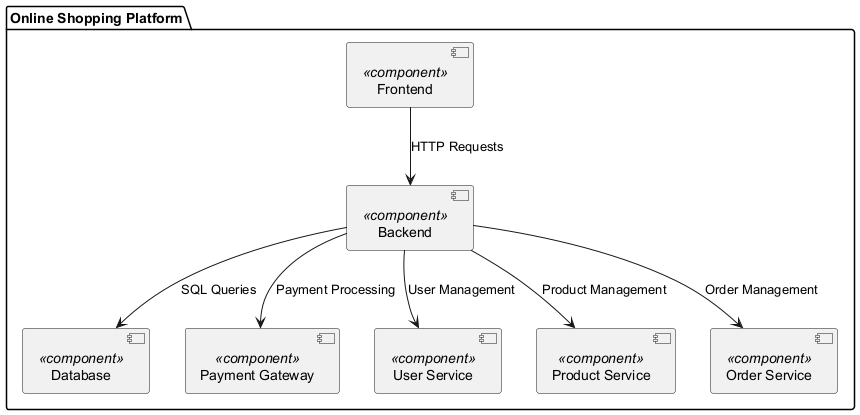 Online Shopping Platform
«component»
Frontend
HTTP Requests
«component»
Backend
SQL Queries
Payment Processing
User Management
Product Management
Order Management
«component»
Database
«component»
Payment Gateway
«component»
User Service
«component»
Product Service
«component»
Order Service